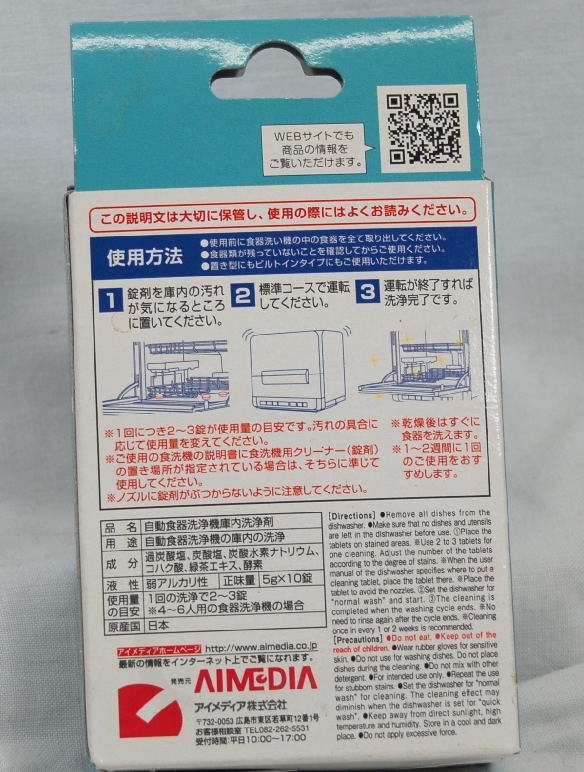 WEBサイトでも
商品の情報を
ご覧いただけます。
この説明文は大切に保管し、使用の際にはよくお読みください。
使用方法
●使用前に食器洗い機の中の食器を全て取り出してください。
●食器類が残っていないことを確認してからご使用ください。
●置き型にもビルトインタイプにもご使用いただけます。
1 錠剤を庫内の汚れ
が気になるところ
に置いてください。
2 標準コースで運転
してください。
3 運転が終了すれば
洗浄完了です。
※1回につき2〜3錠が使用量の目安です。汚れの具合に
応じて使用量を変えてください。
※ご使用の食洗機の説明書に食洗機用クリーナー(錠剤)
の置き場所が指定されている場合は、そちらに準じて
使用してください。
※ノズルに錠剤がぶつからないように注意してください。
※乾燥後はすぐに
食器を洗えます。
※1〜2週間に1回
のご使用をおす
すめします。
品名 自動食器洗浄機庫内洗浄剤
用途 自動食器洗浄機の庫内の洗浄
成分 過炭酸塩、炭酸塩、炭酸水素ナトリウム、
コハク酸、緑茶エキス、酵素
液性 弱アルカリ性 正味量 5g×10錠
使用量の目安 1回の洗浄で2〜3錠
※4〜6人用の食器洗浄機の場合
原産国 日本
アイメディアホームページ http://www.aimedia.co.jp
最新の情報をインターネット上でご覧になれます。
発売元 AIMEDIA
アイメディア株式会社
〒732-0053 広島市東区若草町12番1号
お客様相談室 TEL082-262-5531
受付時間:平日10:00〜17:00
[Directions] ●Remove all dishes from the
dishwasher. ●Make sure that no dishes and utensils
are left in the dishwasher before use. ①Place the
tablets on stained areas. ※Use 2 to 3 tablets for
one cleaning. Adjust the number of the tablets
according to the degree of stains. ※When the user
manual of the dishwasher specifies where to put a
cleaning tablet, place the tablet there. ※Place the
tablet to avoid the nozzles. ②Set the dishwasher for
"normal wash" and start. ③The cleaning is
completed when the washing cycle ends. ※No
need to rinse again after the cycle ends. ※Cleaning
once in every 1 or 2 weeks is recommended.
[Precautions] ●Do not eat. ●Keep out of the
reach of children. ●Wear rubber gloves for sensitive
skin. ●Do not use for washing dishes. Do not place
dishes during the cleaning. ●Do not mix with other
detergent. ●For intended use only. ●Repeat the use
for stubborn stains. ●Set the dishwasher for "normal
wash" for cleaning. The cleaning effect may
diminish when the dishwasher is set for "quick
wash". ●Keep away from direct sunlight, high
temperature and humidity. Store in a cool and dark
place. ●Do not apply excessive force.